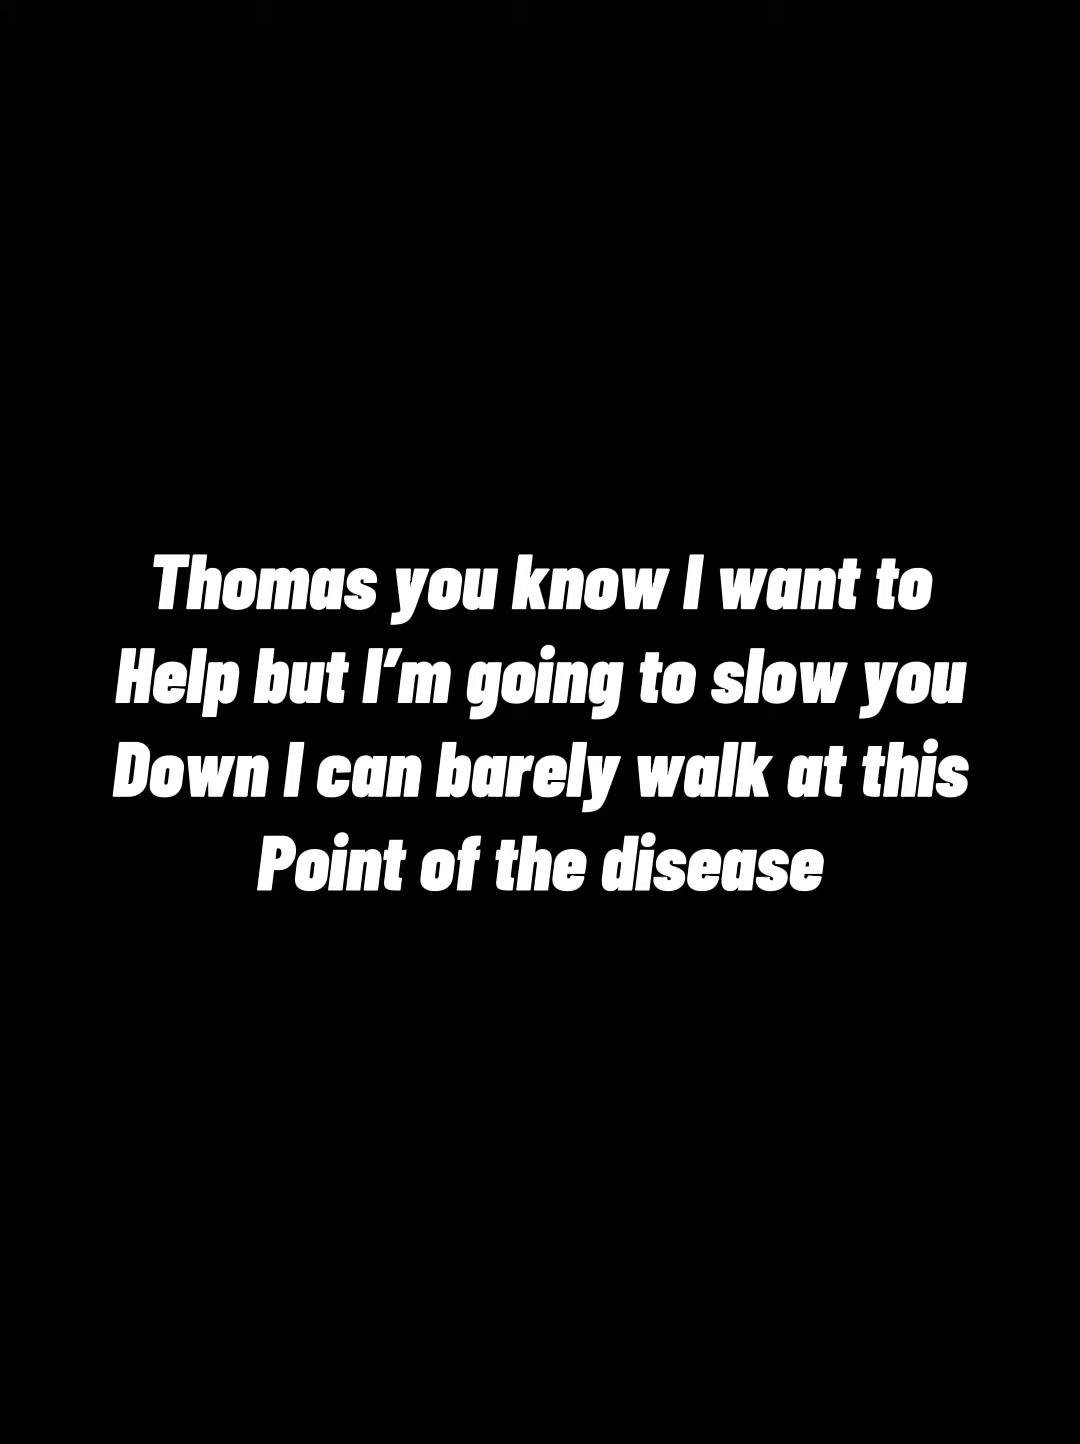 Thomas you know I want to
Help but I’m going to slow you
Down I can barely walk at this
Point of the disease